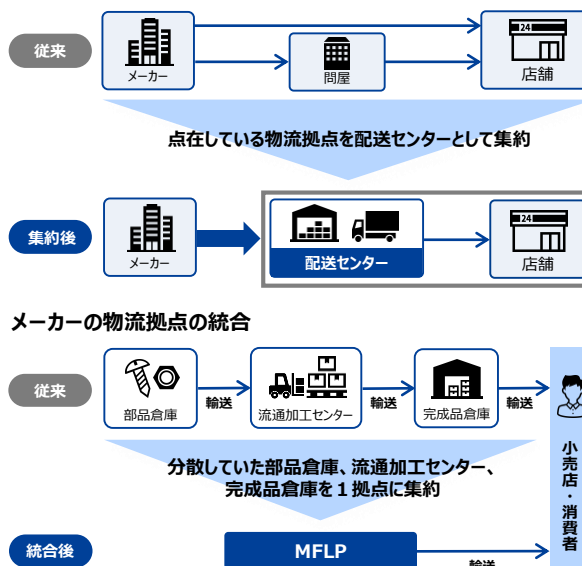 従来
メーカー
問屋
24
店舗
点在している物流拠点を配送センターとして集約
集約後
メーカー
配送センター
24
店舗
メーカーの物流拠点の統合
従来
部品倉庫
輸送
流通加工センター
輸送
完成品倉庫
輸送
小売店・消費者
分散していた部品倉庫、流通加工センター、
完成品倉庫を１拠点に集約
統合後
MFLP
輸送